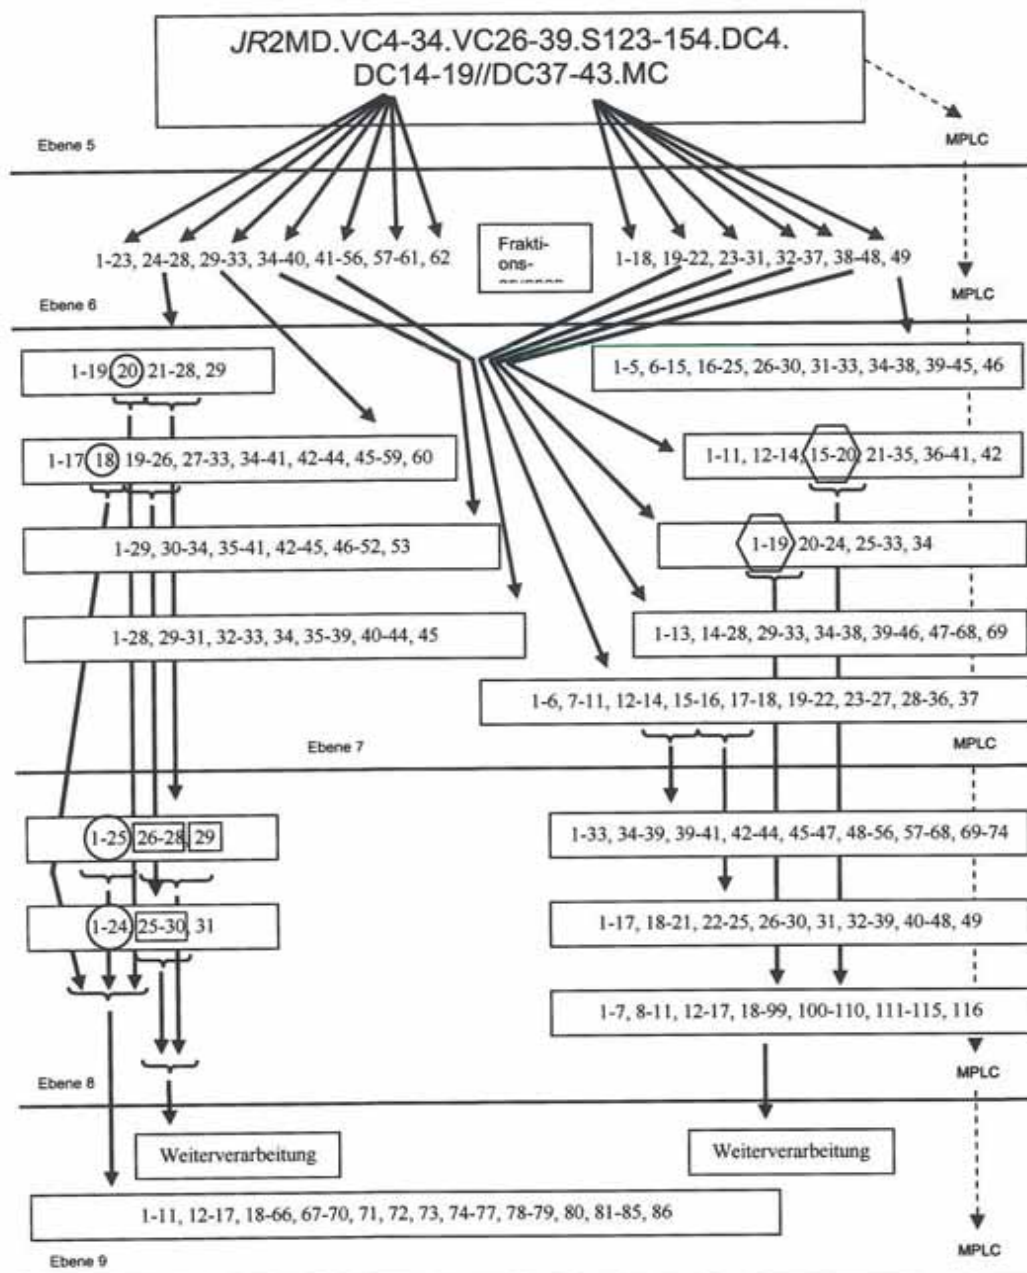 JR2MD.VC4-34.VC26-39.S123-154.DC4.
DC14-19//DC37-43.MC
Ebene 5
MPLC
1-23, 24-28, 29-33, 34-40, 41-56, 57-61, 62
Frakti-
ons-
1-18, 19-22, 23-31, 32-37, 38-48, 49
Ebene 6
MPLC
1-19, 20, 21-28, 29
1-5, 6-15, 16-25, 26-30, 31-33, 34-38, 39-45, 46
1-17, 18, 19-26, 27-33, 34-41, 42-44, 45-59, 60
1-11, 12-14, 15-20, 21-35, 36-41, 42
1-29, 30-34, 35-41, 42-45, 46-52, 53
1-19, 20-24, 25-33, 34
1-28, 29-31, 32-33, 34, 35-39, 40-44, 45
1-13, 14-28, 29-33, 34-38, 39-46, 47-68, 69
1-6, 7-11, 12-14, 15-16, 17-18, 19-22, 23-27, 28-36, 37
Ebene 7
MPLC
1-25 26-28 29
1-33, 34-39, 39-41, 42-44, 45-47, 48-56, 57-68, 69-74
1-24 25-30, 31
1-17, 18-21, 22-25, 26-30, 31, 32-39, 40-48, 49
1-7, 8-11, 12-17, 18-99, 100-110, 111-115, 116
Ebene 8
MPLC
Weiterverarbeitung
Weiterverarbeitung
1-11, 12-17, 18-66, 67-70, 71, 72, 73, 74-77, 78-79, 80, 81-85, 86
Ebene 9
MPLC